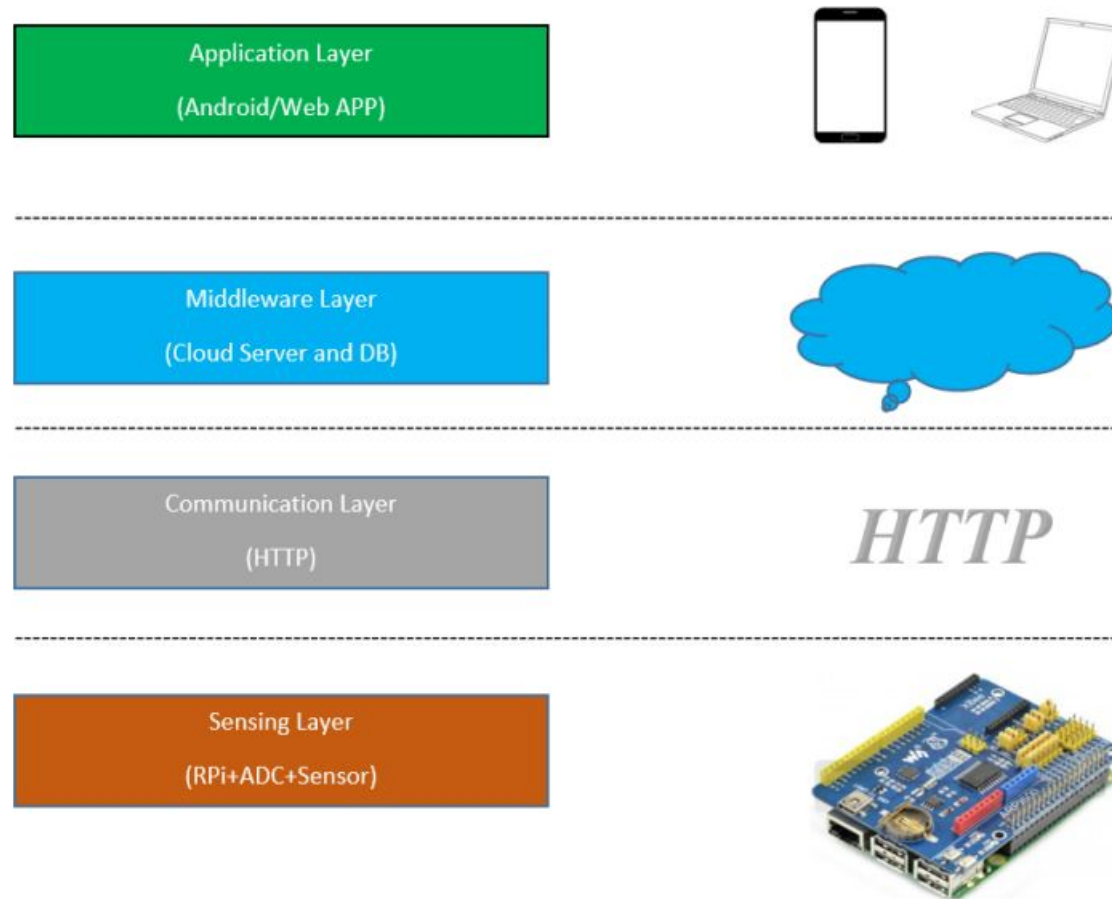 Application Layer
(Android/Web APP)
Middleware Layer
(Cloud Server and DB)
Communication Layer
(HTTP)
HTTP
Sensing Layer
(RPi+ADC+Sensor)